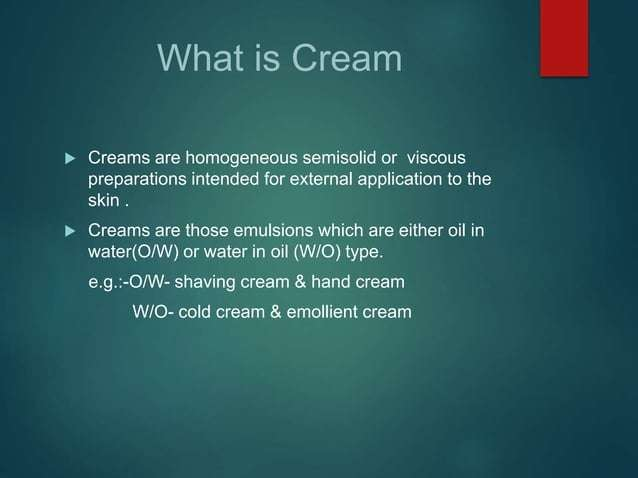 What is Cream
Creams are homogeneous semisolid or  viscous
preparations intended for external application to the
skin .
Creams are those emulsions which are either oil in
water(O/W) or water in oil (W/O) type.
e.g.:-O/W- shaving cream & hand cream
W/O- cold cream & emollient cream